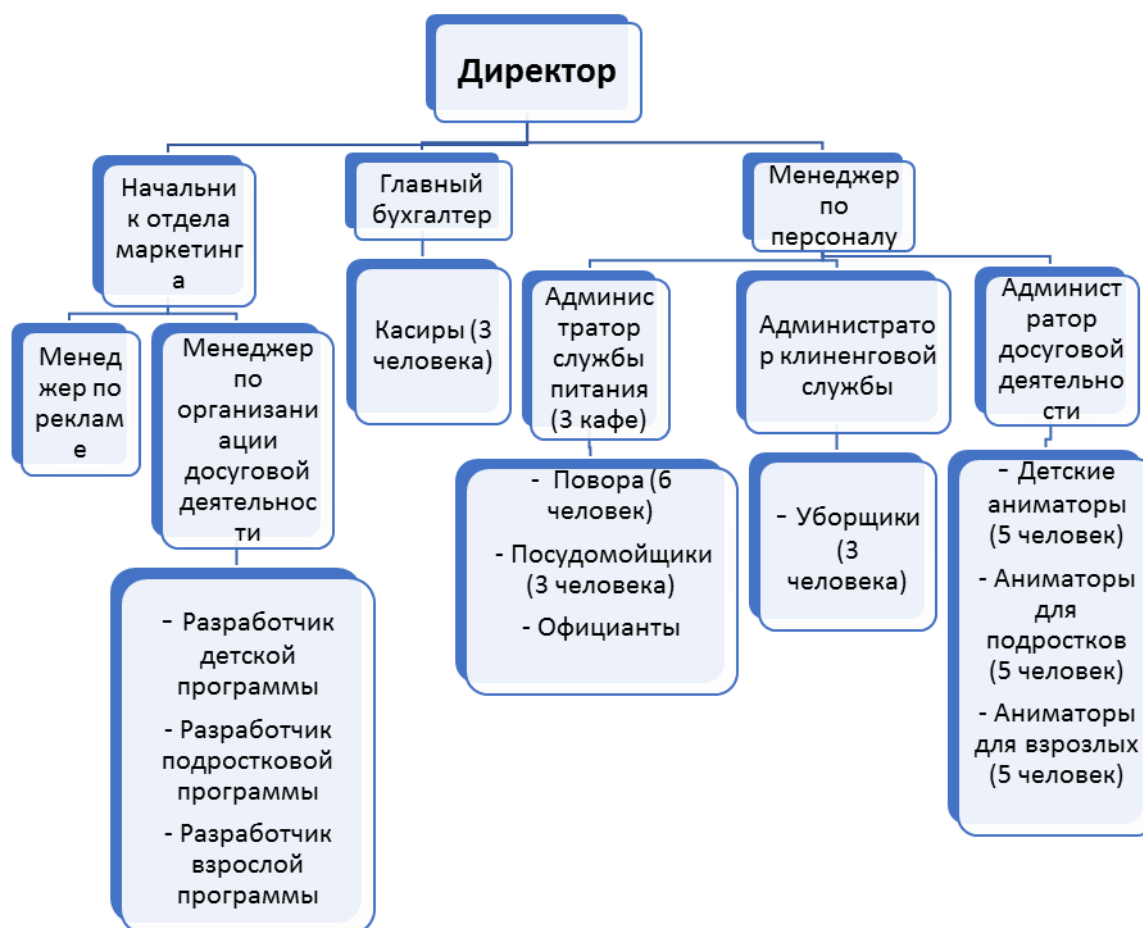 Директор
Начальни
к отдела
маркетинг
а
Главный
бухгалтер
Менеджер
по
персоналу
Менед
жер по
реклам
е
Менеджер
по
организани
ации
досуговой
деятельнос
ти
Касиры (3
человека)
Админис
тратор
службы
питания
(3 кафе)
Администрато
р клиненговой
службы
Админист
ратор
досуговой
деятельно
сти
- Разработчик
детской
программы
- Разработчик
подростковой
программы
- Разработчик
взрослой
программы
- Повора (6
человек)
- Посудомойщики
(3 человека)
- Официанты
- Уборщики
(3
человека)
- Детские
аниматоры
(5 человек)
- Аниматоры
для
подростков
(5 человек)
- Аниматоры
для взрозлых
(5 человек)